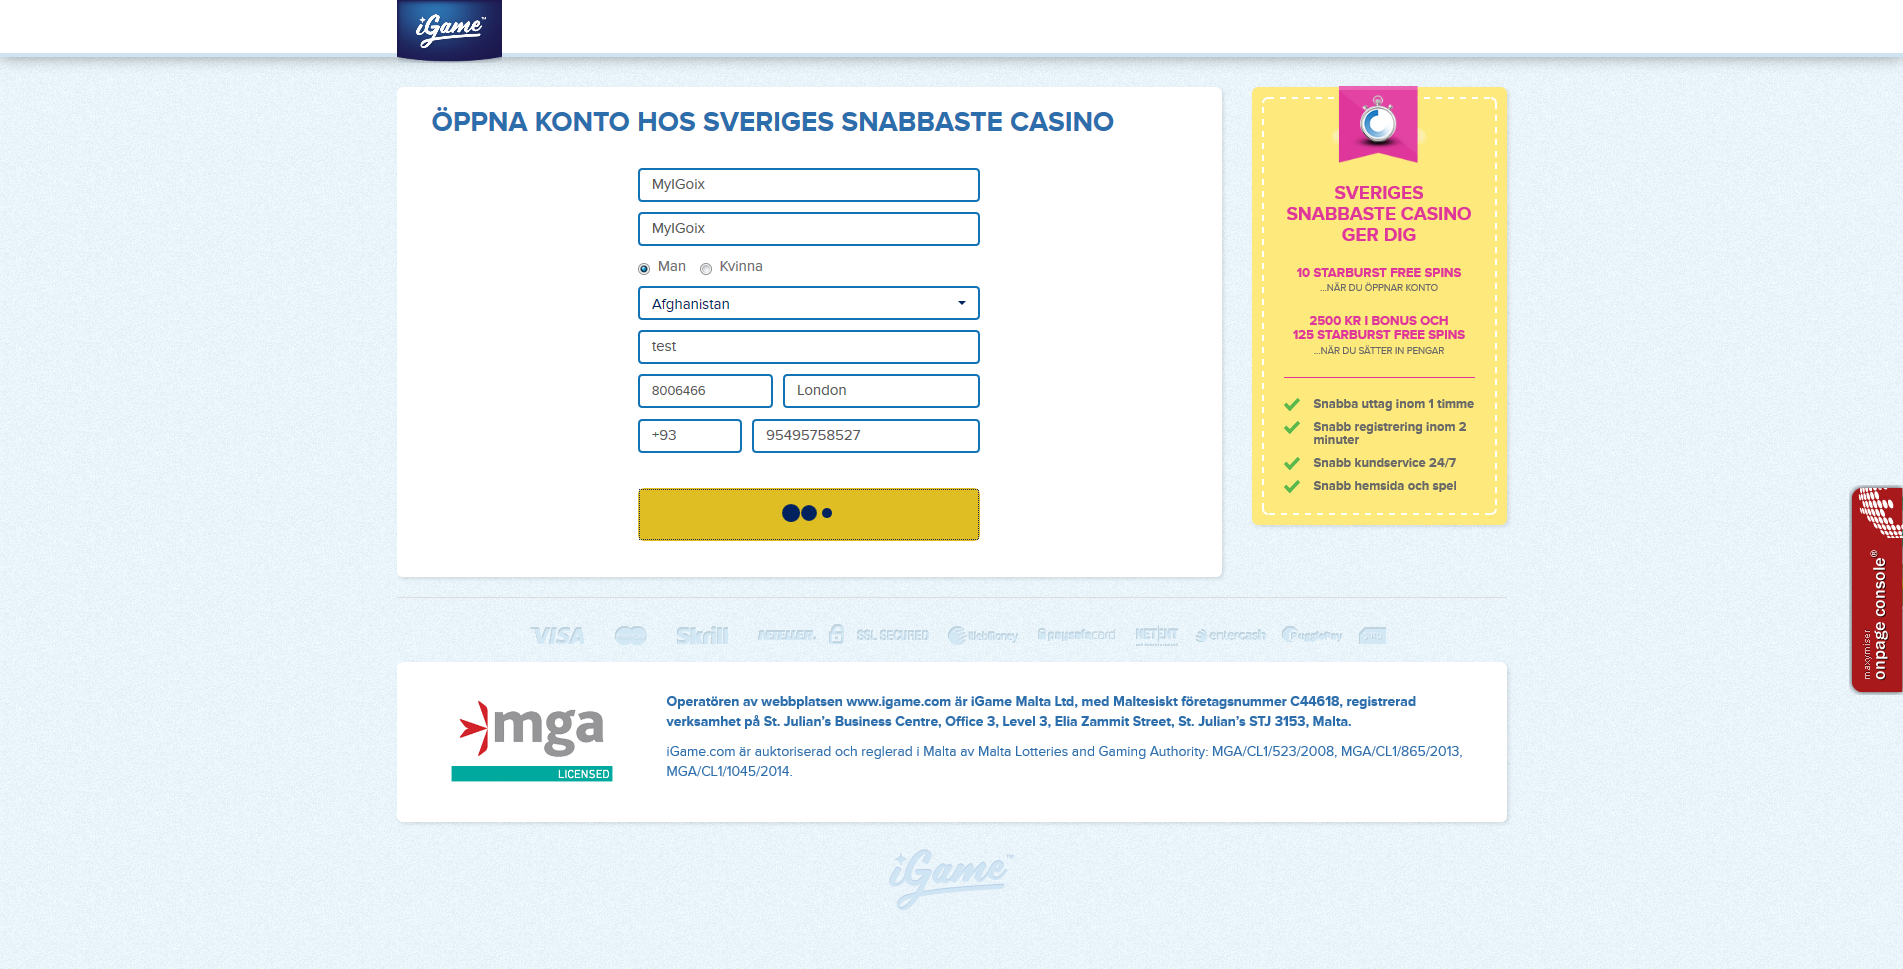 iGame™
ÖPPNA KONTO HOS SVERIGES SNABBASTE CASINO
MyIGoix
MyIGoix
Man Kvinna
Afghanistan
test
8006466 London
+93 95495758527
SVERIGES
SNABBASTE CASINO
GER DIG
10 STARBURST FREE SPINS
...NÄR DU ÖPPNAR KONTO
2500 KR I BONUS OCH
125 STARBURST FREE SPINS
...NÄR DU SÄTTER IN PENGAR
Snabba uttag inom 1 timme
Snabb registrering inom 2
minuter
Snabb kundservice 24/7
Snabb hemsida och spel
maxymiser
onpage console®
VISA Skrill NETELLER. SSL SECURED WebMoney paysafecard NETENT entercash
mga
LICENSED
Operatören av webbplatsen www.igame.com är iGame Malta Ltd, med Maltesiskt företagsnummer C44618, registrerad
verksamhet på St. Julian’s Business Centre, Office 3, Level 3, Elia Zammit Street, St. Julian’s STJ 3153, Malta.
iGame.com är auktoriserad och reglerad i Malta av Malta Lotteries and Gaming Authority: MGA/CL1/523/2008, MGA/CL1/865/2013,
MGA/CL1/1045/2014.
iGame™